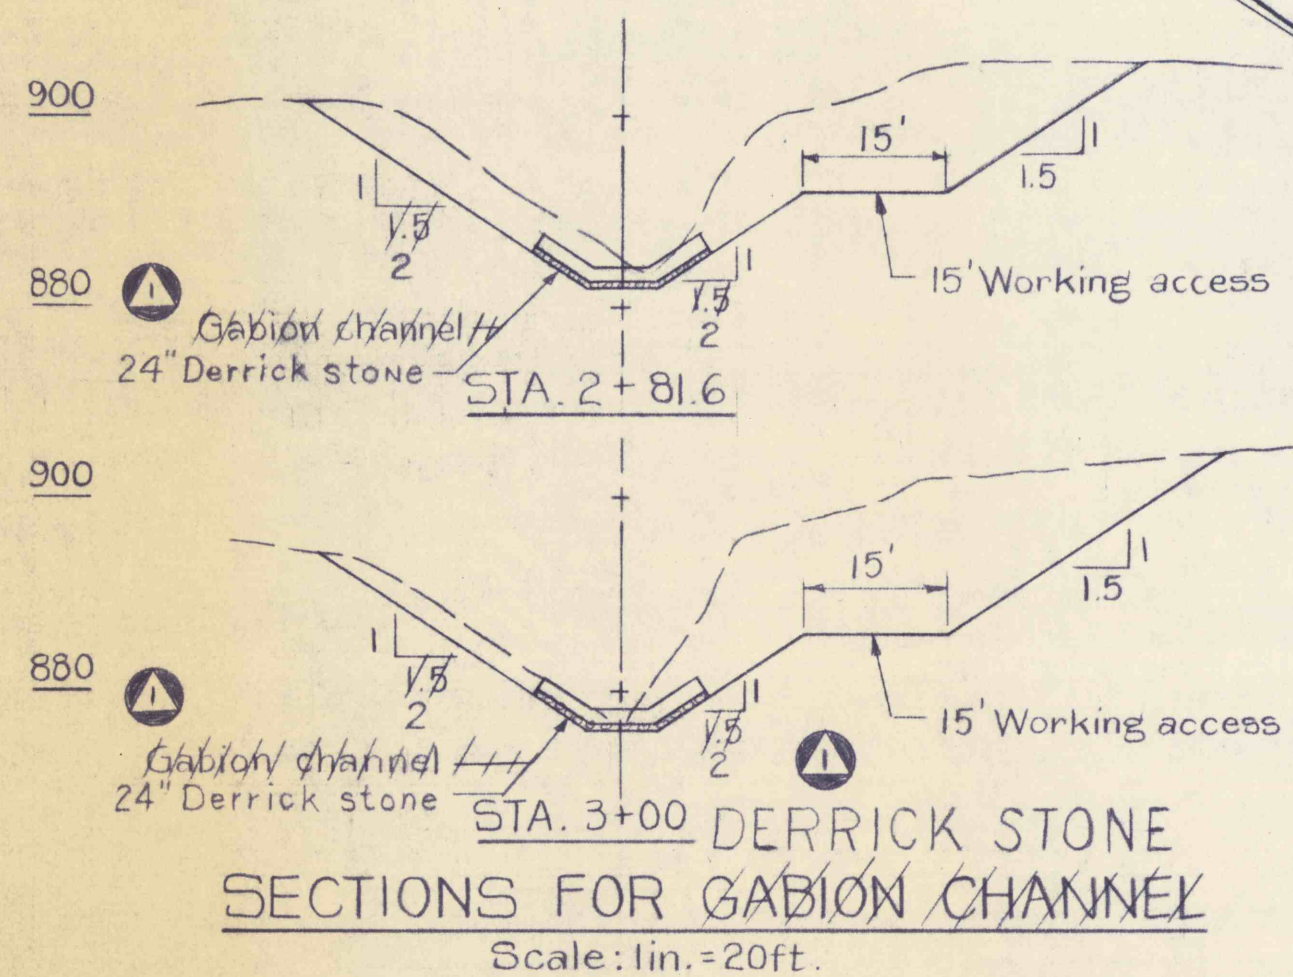 900
15'
1
1.5
1
1.5
2
1
1.5
2
880
1
15' Working access
Gabion channel
24" Derrick stone
STA. 2+81.6
900
15'
1
1.5
1
1.5
2
1
1.5
2
880
1
15' Working access
1
Gabion channel
24" Derrick stone
STA. 3+00
DERRICK STONE
SECTIONS FOR GABION CHANNEL
Scale: 1in.=20ft.